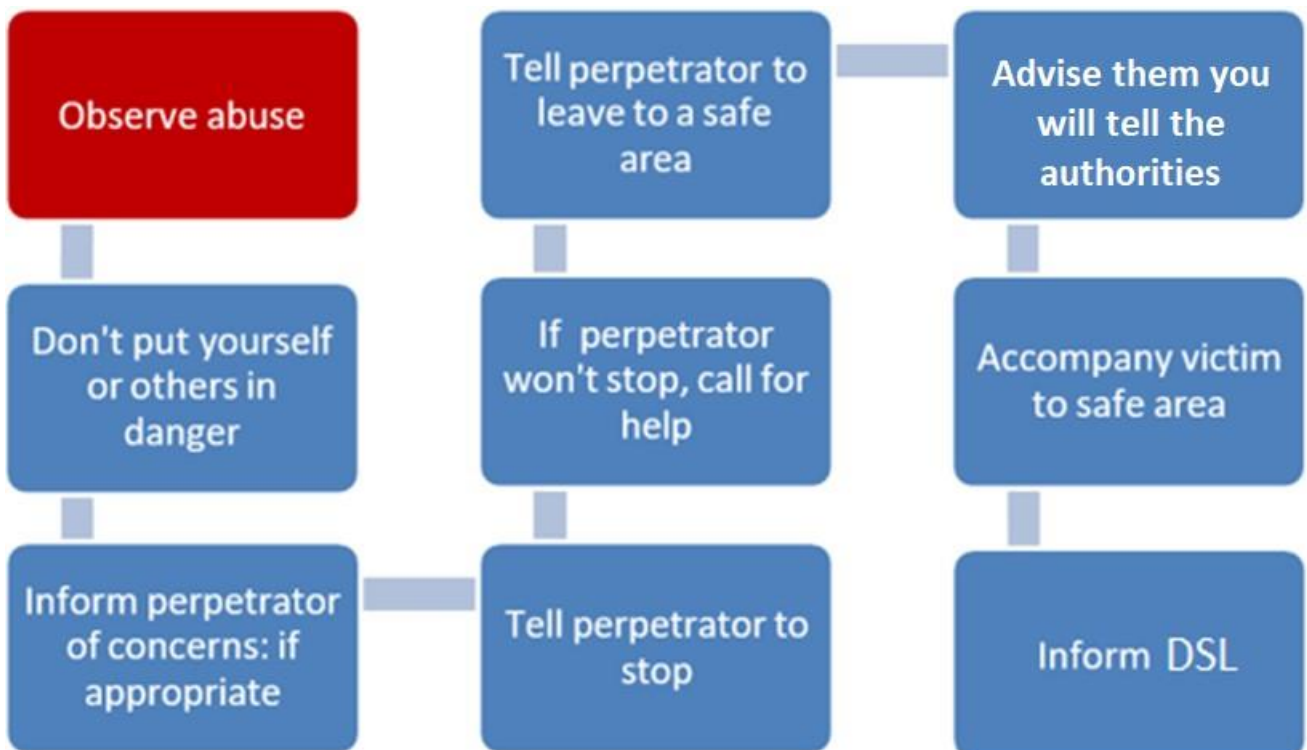 Observe abuse
Don't put yourself
or others in
danger
Inform perpetrator
of concerns: if
appropriate
Tell perpetrator to
stop
If perpetrator
won't stop, call for
help
Tell perpetrator to
leave to a safe
area
Advise them you
will tell the
authorities
Accompany victim
to safe area
Inform DSL